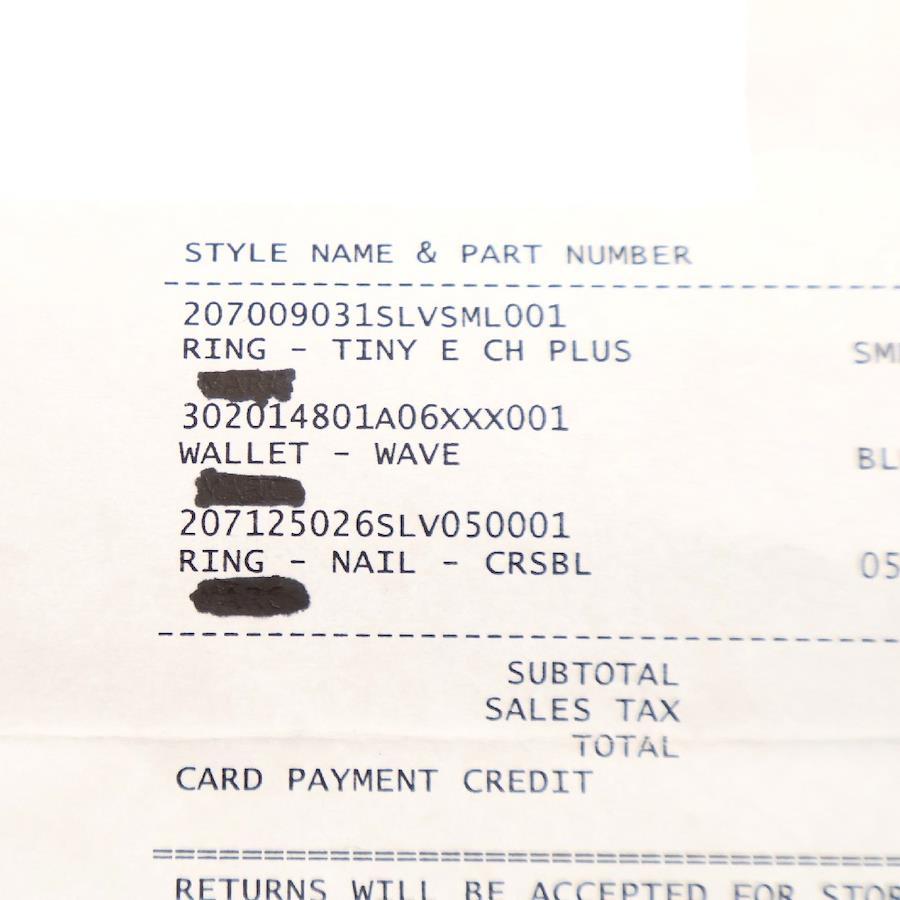 STYLE NAME & PART NUMBER
207009031SLVSML001
RING - TINY E CH PLUS
302014801A06XXX001
WALLET - WAVE
207125026SLV050001
RING - NAIL - CRSBL
SUBTOTAL
SALES TAX
TOTAL
CARD PAYMENT CREDIT
RETURNS WILL BE ACCEPTED FOR